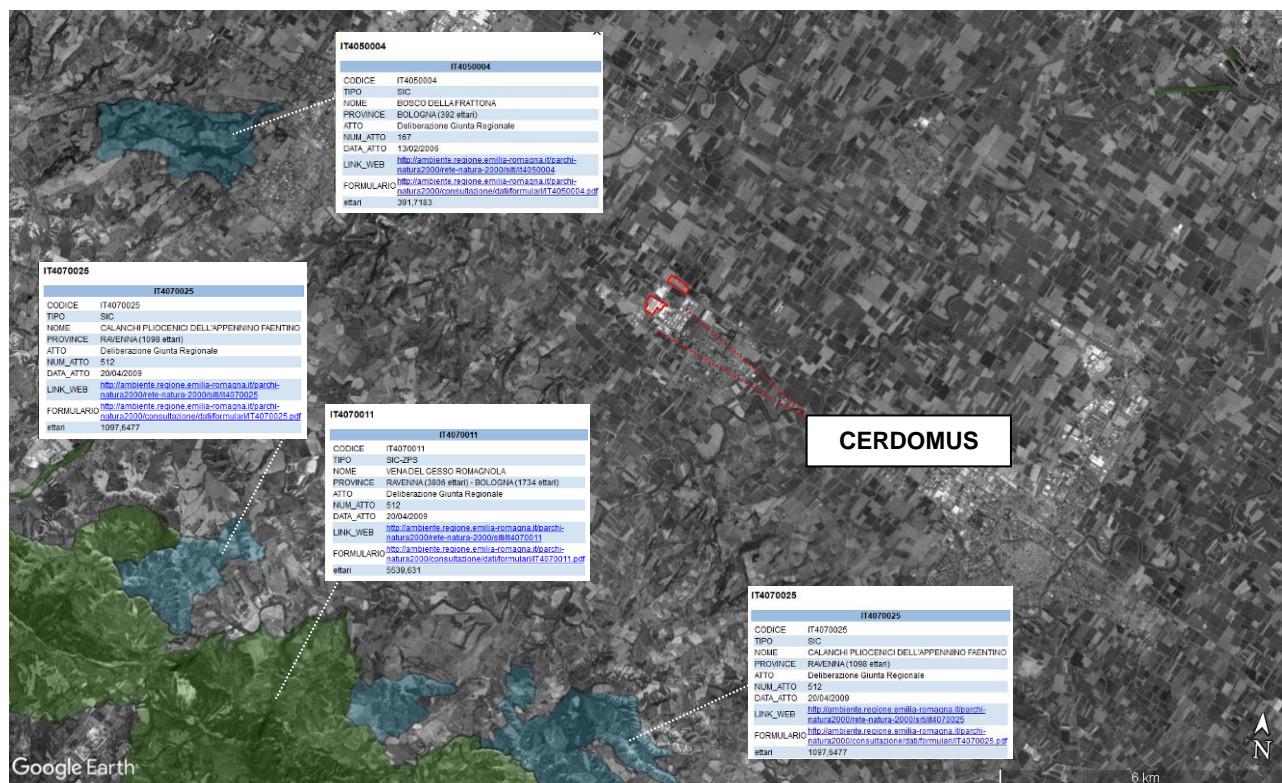 IT4050004
IT4050004
CODICE IT4050004
TIPO SIC
NOME BOSCO DELLA FRATTONA
PROVINCE BOLOGNA (392 ettari)
ATTO Deliberazione Giunta Regionale
NUM_ATTO 167
DATA_ATTO 13/02/2006
LINK_WEB http://ambiente.regione.emilia-romagna.it/parchi-
natura2000/rete-natura-2000/siti/it4050004
FORMULARIO http://ambiente.regione.emilia-romagna.it/parchi-
natura2000/consultazione/dati/formulari/IT4050004.pdf
ettari 391,7183
IT4070025
IT4070025
CODICE IT4070025
TIPO SIC
NOME CALANCHI PLIOCENICI DELL'APPENNINO FAENTINO
PROVINCE RAVENNA (1098 ettari)
ATTO Deliberazione Giunta Regionale
NUM_ATTO 512
DATA_ATTO 20/04/2009
LINK_WEB http://ambiente.regione.emilia-romagna.it/parchi-
natura2000/rete-natura-2000/siti/it4070025
FORMULARIO http://ambiente.regione.emilia-romagna.it/parchi-
natura2000/consultazione/dati/formulari/IT4070025.pdf
ettari 1097,6477
IT4070011
IT4070011
CODICE IT4070011
TIPO SIC-ZPS
NOME VENA DEL GESSO ROMAGNOLA
PROVINCE RAVENNA (3806 ettari) - BOLOGNA (1734 ettari)
ATTO Deliberazione Giunta Regionale
NUM_ATTO 512
DATA_ATTO 20/04/2009
LINK_WEB http://ambiente.regione.emilia-romagna.it/parchi-
natura2000/rete-natura-2000/siti/it4070011
FORMULARIO http://ambiente.regione.emilia-romagna.it/parchi-
natura2000/consultazione/dati/formulari/IT4070011.pdf
ettari 5539,631
CERDOMUS
IT4070025
IT4070025
CODICE IT4070025
TIPO SIC
NOME CALANCHI PLIOCENICI DELL'APPENNINO FAENTINO
PROVINCE RAVENNA (1098 ettari)
ATTO Deliberazione Giunta Regionale
NUM_ATTO 512
DATA_ATTO 20/04/2009
LINK_WEB http://ambiente.regione.emilia-romagna.it/parchi-
natura2000/rete-natura-2000/siti/it4070025
FORMULARIO http://ambiente.regione.emilia-romagna.it/parchi-
natura2000/consultazione/dati/formulari/IT4070025.pdf
ettari 1097,6477
N
Google Earth
6 km